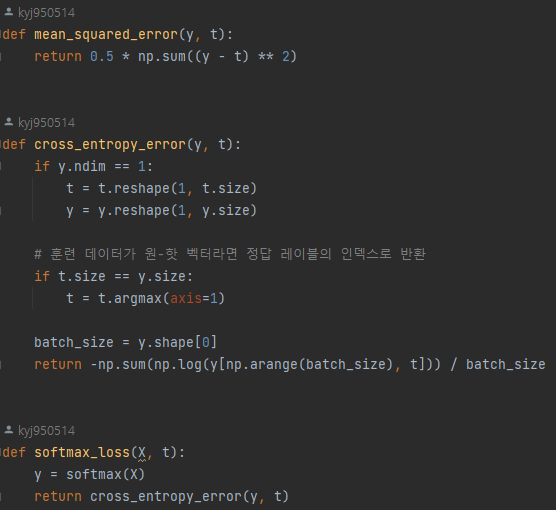 kyj950514
def mean_squared_error(y, t):
    return 0.5 * np.sum((y - t) ** 2)
kyj950514
def cross_entropy_error(y, t):
    if y.ndim == 1:
        t = t.reshape(1, t.size)
        y = y.reshape(1, y.size)
    # 훈련 데이터가 원-핫 벡터라면 정답 레이블의 인덱스로 반환
    if t.size == y.size:
        t = t.argmax(axis=1)
    batch_size = y.shape[0]
    return -np.sum(np.log(y[np.arange(batch_size), t])) / batch_size
kyj950514
def softmax_loss(X, t):
    y = softmax(X)
    return cross_entropy_error(y, t)